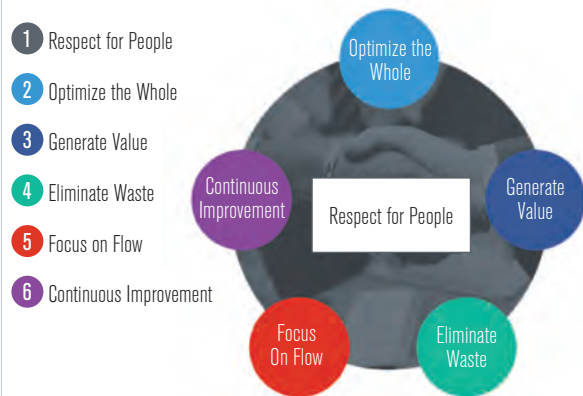 1 Respect for People
2 Optimize the Whole
3 Generate Value
4 Eliminate Waste
5 Focus on Flow
6 Continuous Improvement
Optimize the
Whole
Continuous
Improvement
Respect for People
Generate
Value
Focus
On Flow
Eliminate
Waste